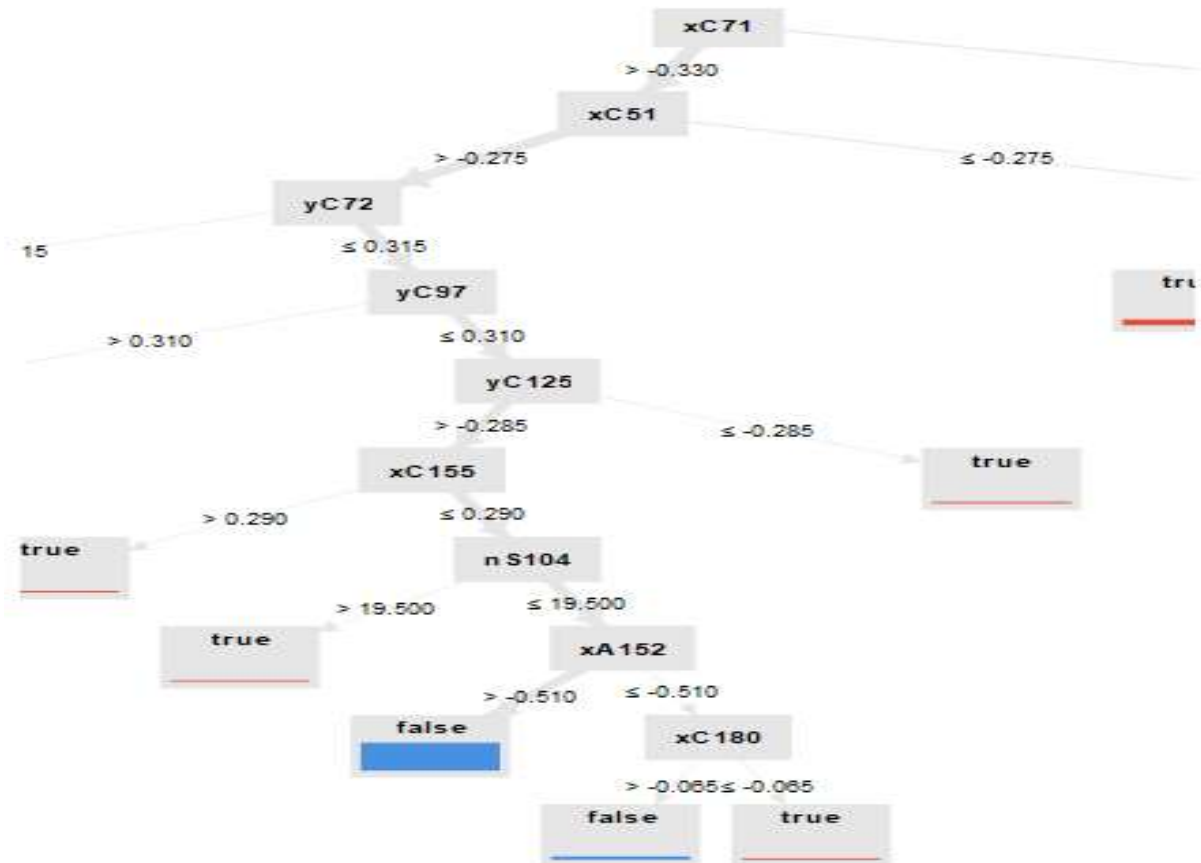 xC71
> -0.330
xC51
> -0.275
≤ -0.275
yC72
15
≤ 0.315
yC97
tru
> 0.310
≤ 0.310
yC125
> -0.285
≤ -0.285
xC155
true
> 0.290
≤ 0.290
true
nS104
> 19.500
≤ 19.500
true
xA152
> -0.510
≤ -0.510
false
xC180
> -0.065
≤ -0.065
false
true